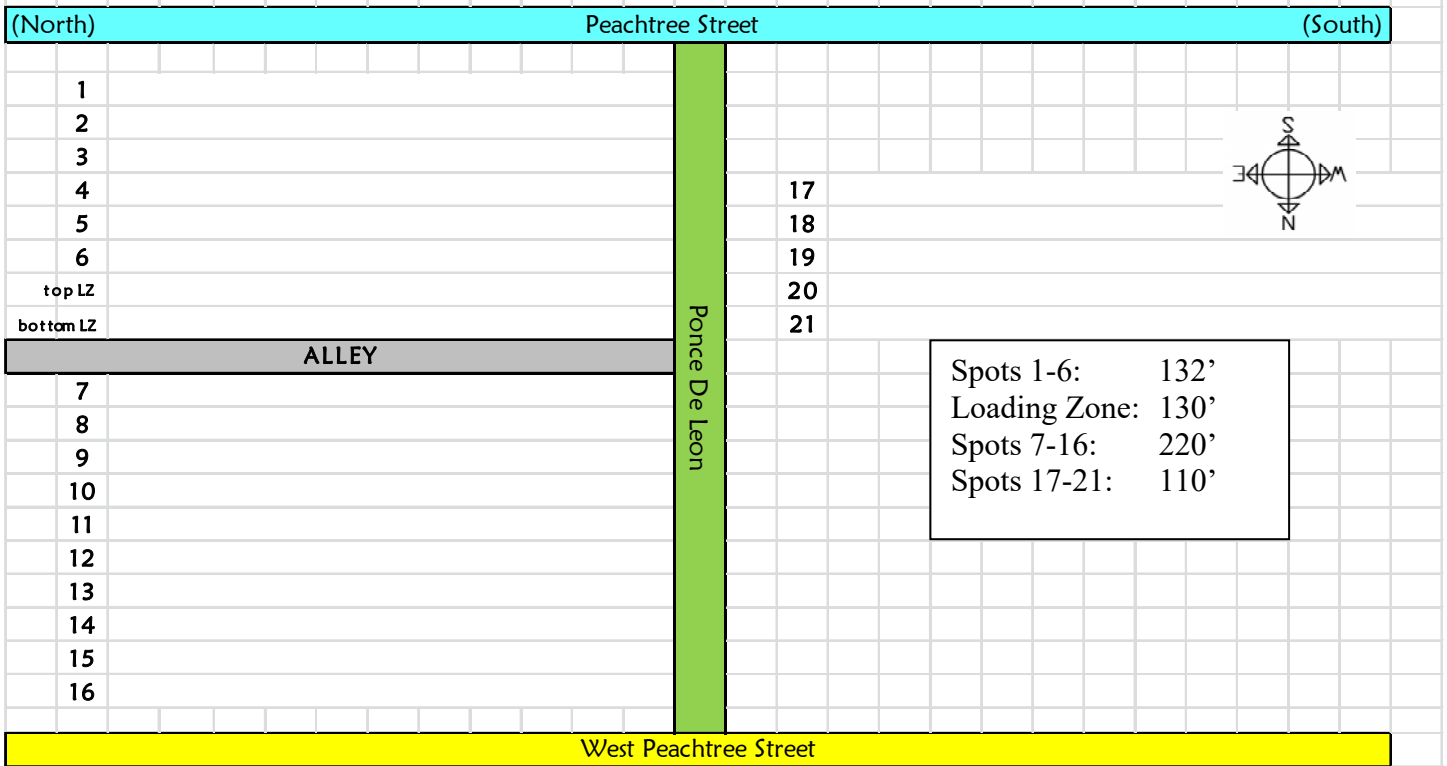 (North) Peachtree Street (South)
1
2
3
4
5
6
top LZ
bottom LZ
ALLEY
7
8
9
10
11
12
13
14
15
16
Ponce De Leon
17
18
19
20
21
S
E W
N
Spots 1-6: 132’
Loading Zone: 130’
Spots 7-16: 220’
Spots 17-21: 110’
West Peachtree Street